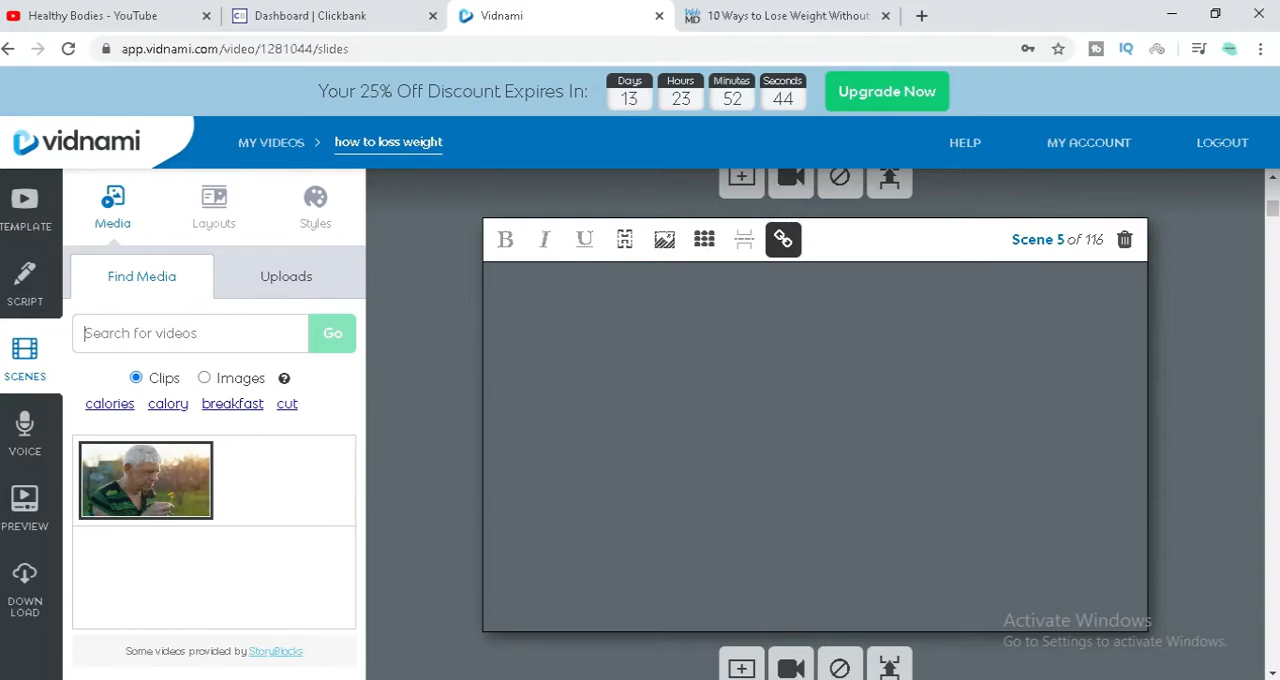 Healthy Bodies - YouTube
Dashboard | Clickbank
Vidnami
10 Ways to Lose Weight Without
app.vidnami.com/video/1281044/slides
Your 25% Off Discount Expires In:
Days Hours Minutes Seconds
13 23 52 44
Upgrade Now
vidnami
MY VIDEOS > how to loss weight
HELP
MY ACCOUNT
LOGOUT
TEMPLATE
SCRIPT
SCENES
VOICE
PREVIEW
DOWN
LOAD
Media
Layouts
Styles
Find Media
Uploads
Search for videos
Go
Clips
Images
calories calory breakfast cut
Some videos provided by StoryBlocks
B I U
Scene 5 of 116
Activate Windows
Go to Settings to activate Windows.